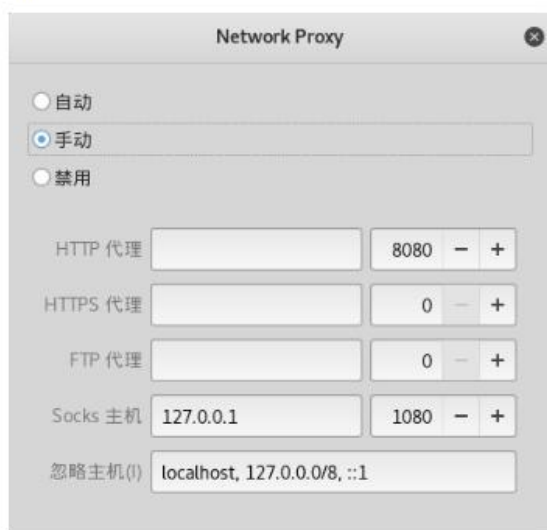 Network Proxy
自动
手动
禁用
HTTP 代理 8080 − +
HTTPS 代理 0 − +
FTP 代理 0 − +
Socks 主机 127.0.0.1 1080 − +
忽略主机(I) localhost, 127.0.0.0/8, ::1